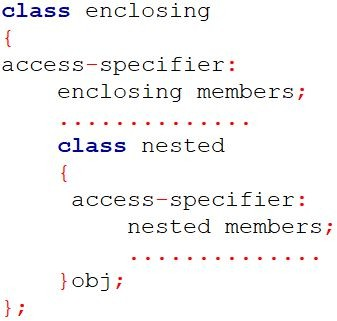 class enclosing
{
access-specifier:
enclosing members;
..............
class nested
{
access-specifier:
nested members;
..............
}obj;
};